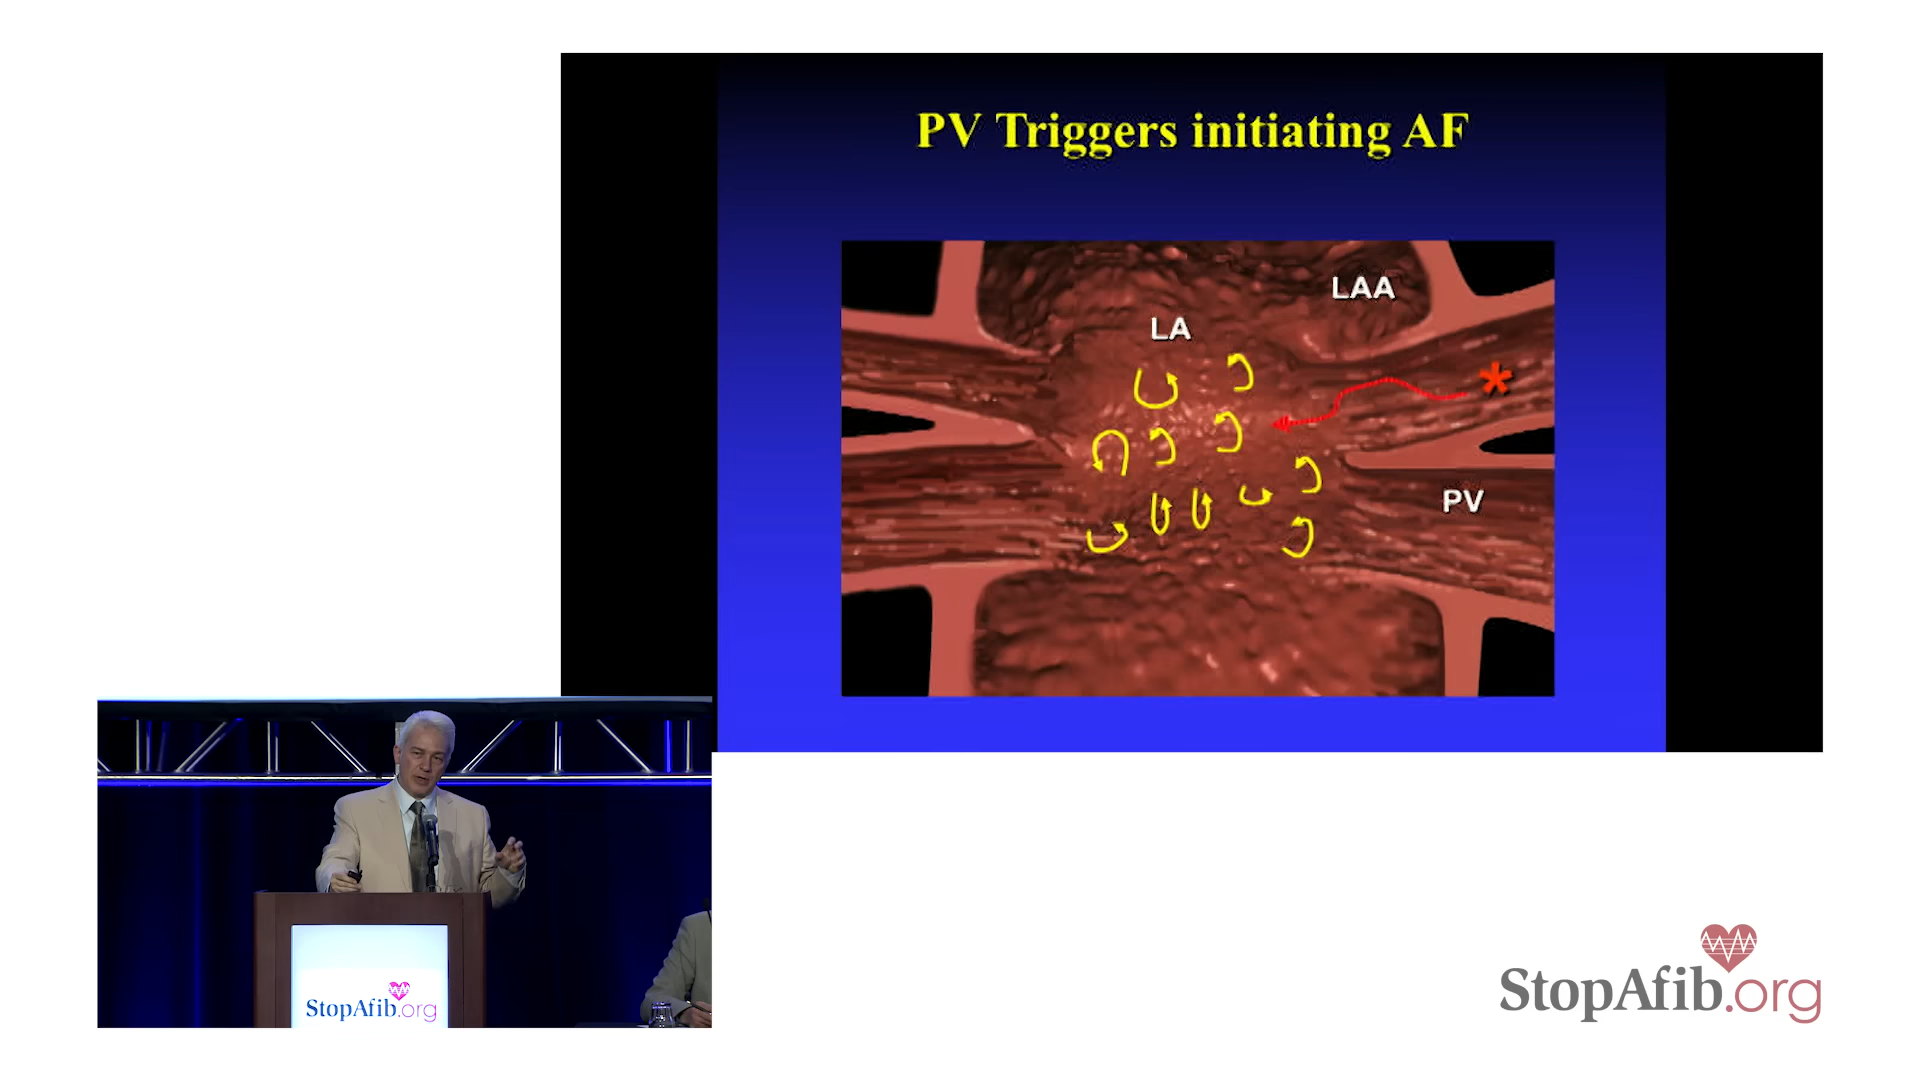 PV Triggers initiating AF
LAA
LA
*
PV
StopAfib.org
StopAfib.org